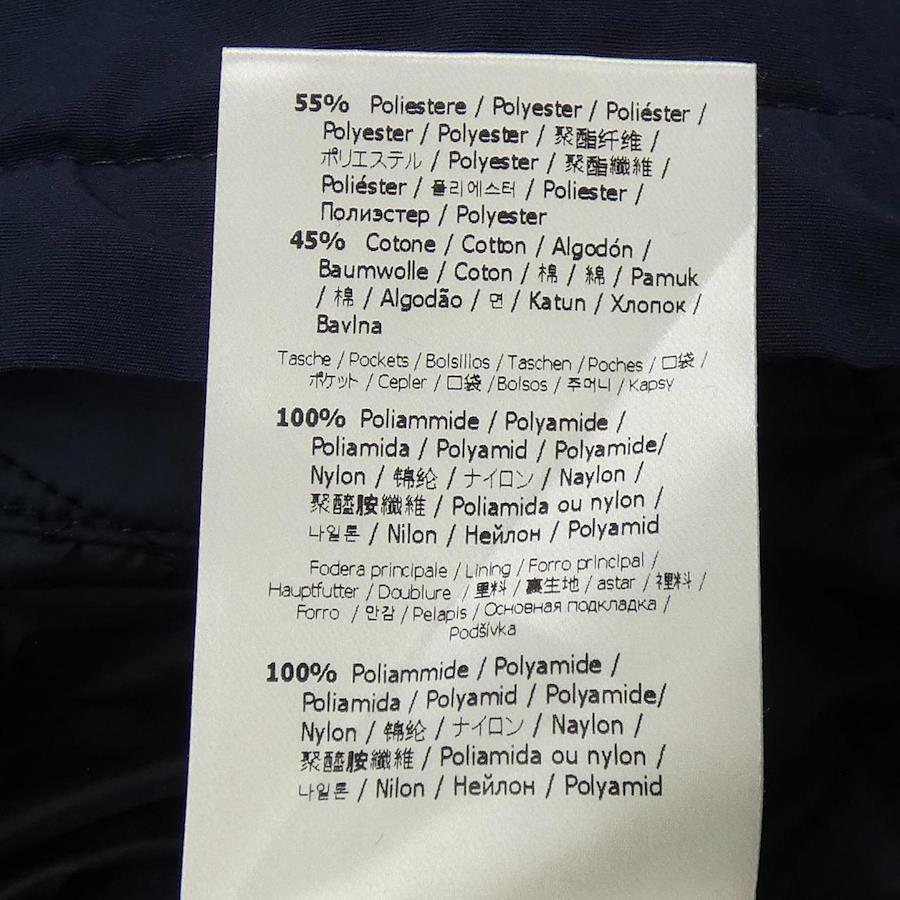 55% Poliestere / Polyester / Poliéster /
Polyester / Polyester / 聚酯纤维 /
ポリエステル / Polyester / 聚酯纖維 /
Poliéster / 폴리에스터 / Poliester /
Полиэстер / Polyester
45% Cotone / Cotton / Algodón /
Baumwolle / Coton / 棉 / 綿 / Pamuk
/ 棉 / Algodão / 면 / Katun / Хлопок /
Bavlna
Tasche / Pockets / Bolsillos / Taschen / Poches / 口袋 /
ポケット / Cepler / 口袋 / Bolsos / 주머니 / Kapsy
100% Poliammide / Polyamide /
Poliamida / Polyamid / Polyamide/
Nylon / 锦纶 / ナイロン / Naylon /
聚醯胺纖維 / Poliamida ou nylon /
나일론 / Nilon / Нейлон / Polyamid
Fodera principale / Lining / Forro principal /
Hauptfutter / Doublure / 里料 / 裏生地 / astar / 裡料 /
Forro / 안감 / Pelapis / Основная подкладка /
Podšívka
100% Poliammide / Polyamide /
Poliamida / Polyamid / Polyamide/
Nylon / 锦纶 / ナイロン / Naylon /
聚醯胺纖維 / Poliamida ou nylon /
나일론 / Nilon / Нейлон / Polyamid